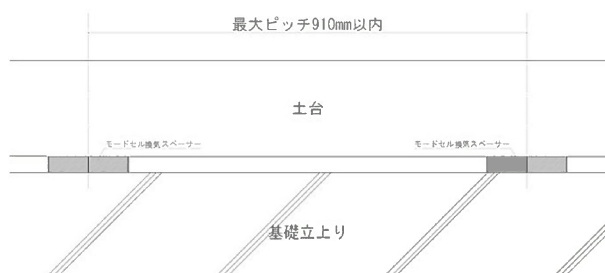 最大ピッチ910mm以内
土台
モードセル換気スペーサー
モードセル換気スペーサー
基礎立上り